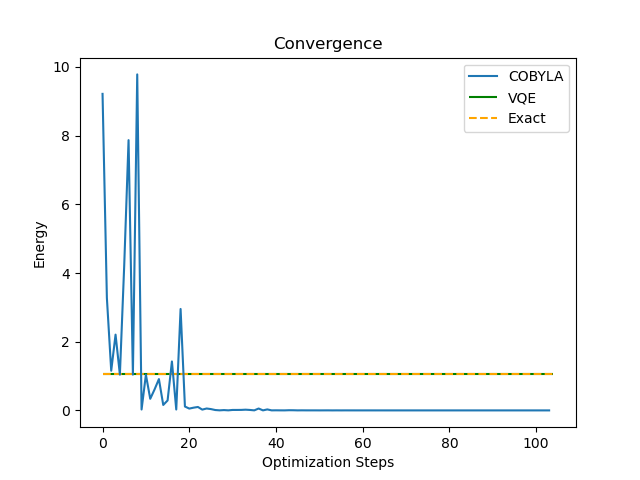 Convergence
10
8
6
4
2
0
Energy
COBYLA
VQE
Exact
0 20 40 60 80 100
Optimization Steps